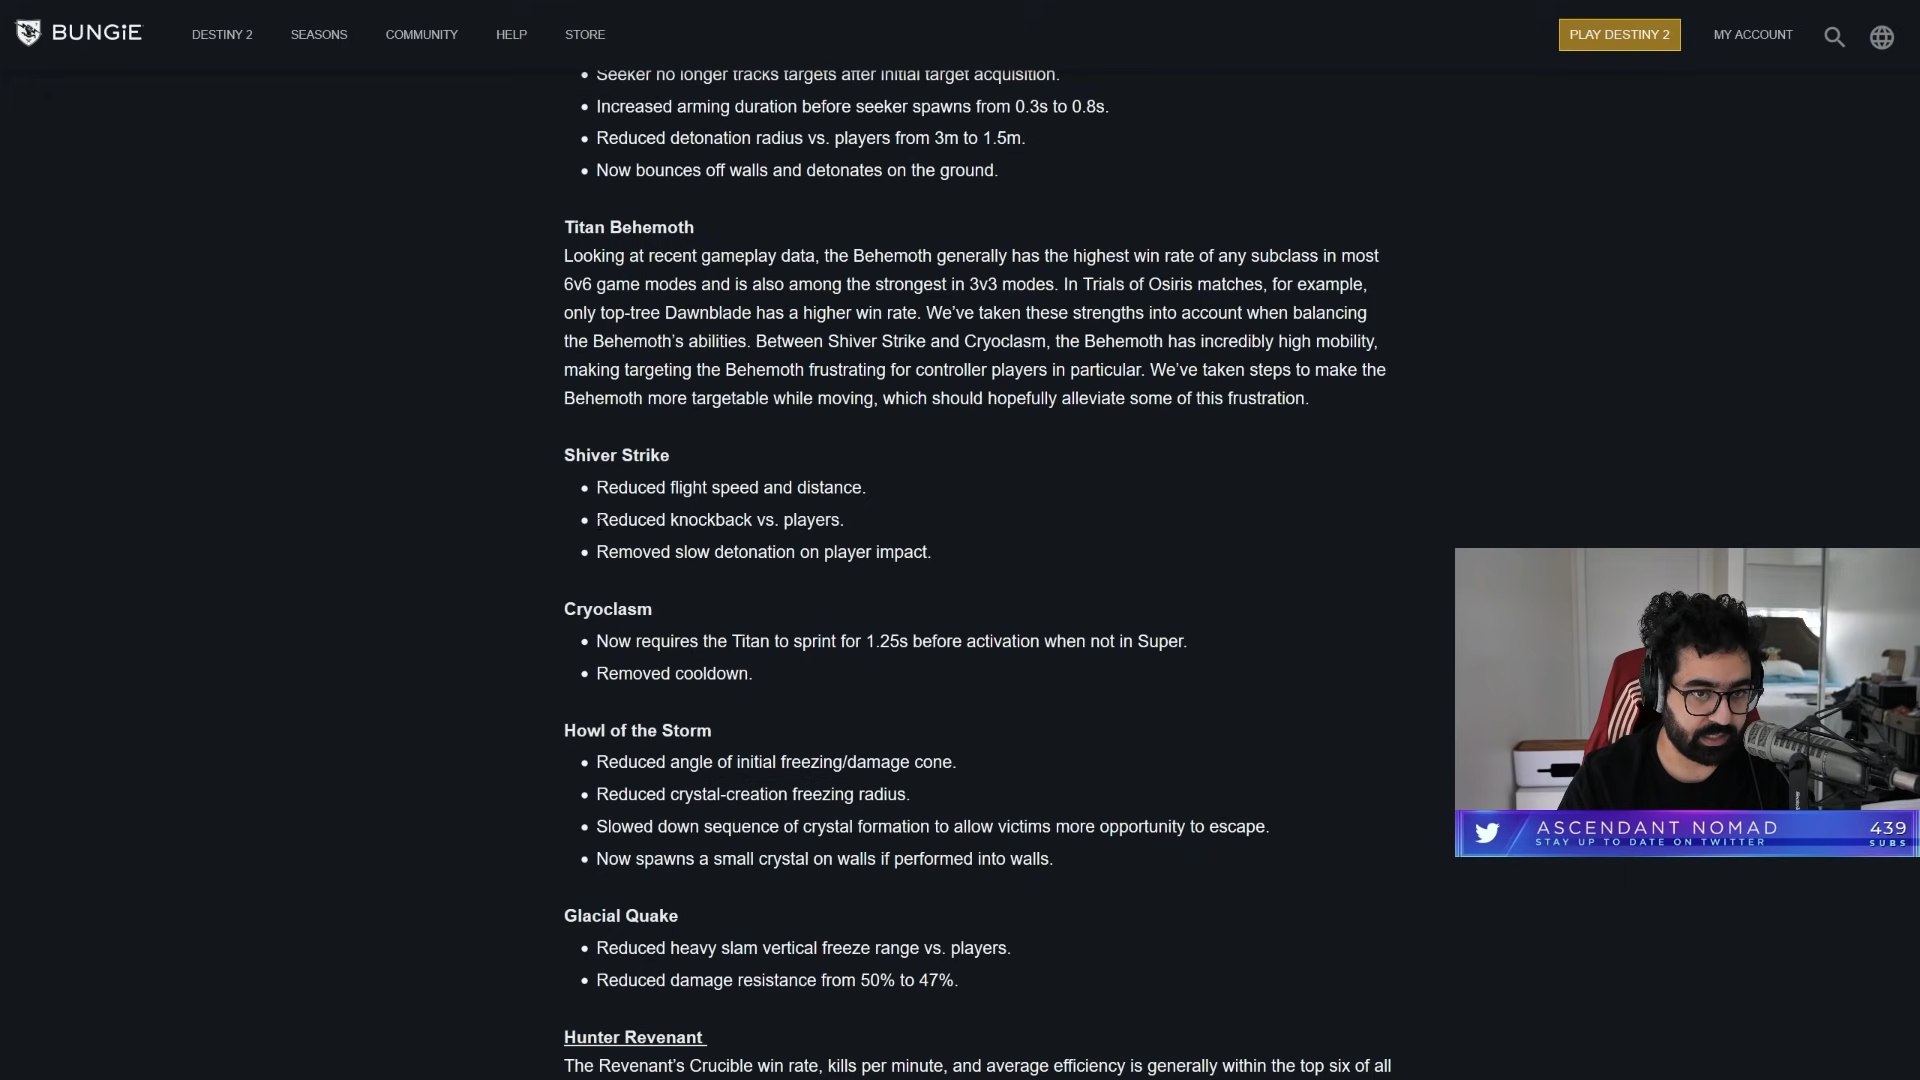 BUNGiE DESTINY 2 SEASONS COMMUNITY HELP STORE PLAY DESTINY 2 MY ACCOUNT
• Seeker no longer tracks targets after initial target acquisition.
• Increased arming duration before seeker spawns from 0.3s to 0.8s.
• Reduced detonation radius vs. players from 3m to 1.5m.
• Now bounces off walls and detonates on the ground.
Titan Behemoth
Looking at recent gameplay data, the Behemoth generally has the highest win rate of any subclass in most
6v6 game modes and is also among the strongest in 3v3 modes. In Trials of Osiris matches, for example,
only top-tree Dawnblade has a higher win rate. We’ve taken these strengths into account when balancing
the Behemoth’s abilities. Between Shiver Strike and Cryoclasm, the Behemoth has incredibly high mobility,
making targeting the Behemoth frustrating for controller players in particular. We’ve taken steps to make the
Behemoth more targetable while moving, which should hopefully alleviate some of this frustration.
Shiver Strike
• Reduced flight speed and distance.
• Reduced knockback vs. players.
• Removed slow detonation on player impact.
Cryoclasm
• Now requires the Titan to sprint for 1.25s before activation when not in Super.
• Removed cooldown.
Howl of the Storm
• Reduced angle of initial freezing/damage cone.
• Reduced crystal-creation freezing radius.
• Slowed down sequence of crystal formation to allow victims more opportunity to escape.
• Now spawns a small crystal on walls if performed into walls.
Glacial Quake
• Reduced heavy slam vertical freeze range vs. players.
• Reduced damage resistance from 50% to 47%.
Hunter Revenant
The Revenant’s Crucible win rate, kills per minute, and average efficiency is generally within the top six of all
ASCENDANT NOMAD 439
STAY UP TO DATE ON TWITTER SUBS